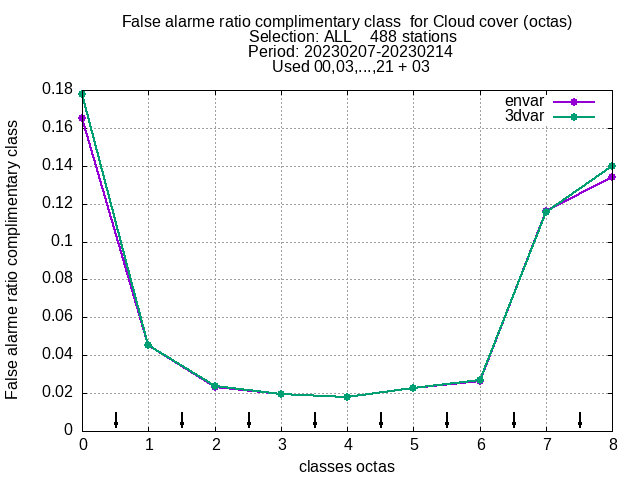 False alarme ratio complimentary class  for Cloud cover (octas)
Selection: ALL    488 stations
Period: 20230207-20230214
Used 00,03,...,21 + 03
envar
3dvar
False alarme ratio complimentary class
0.18
0.16
0.14
0.12
0.1
0.08
0.06
0.04
0.02
0
0 1 2 3 4 5 6 7 8
classes octas